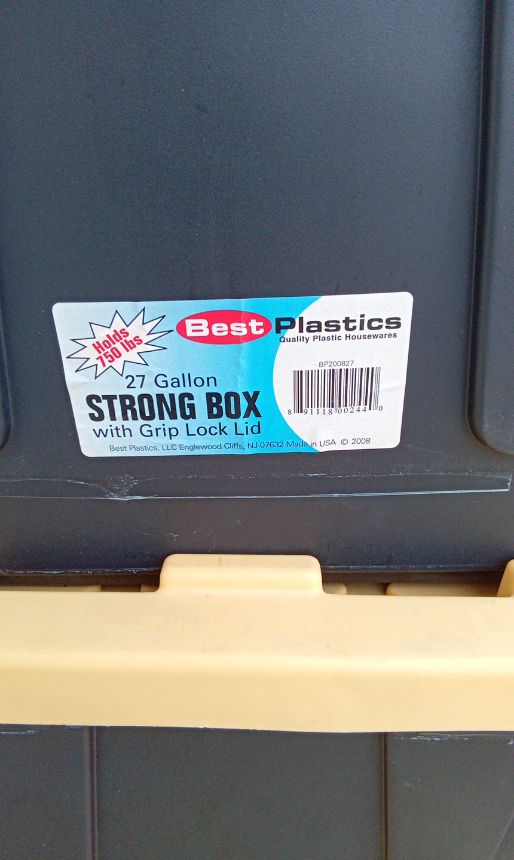 Holds
750 lbs
Best Plastics
Quality Plastic Housewares
BP200827
27 Gallon
STRONG BOX
with Grip Lock Lid
8 91118 00244 0
Best Plastics, LLC Englewood Cliffs, NJ 07632 Made in USA © 2008